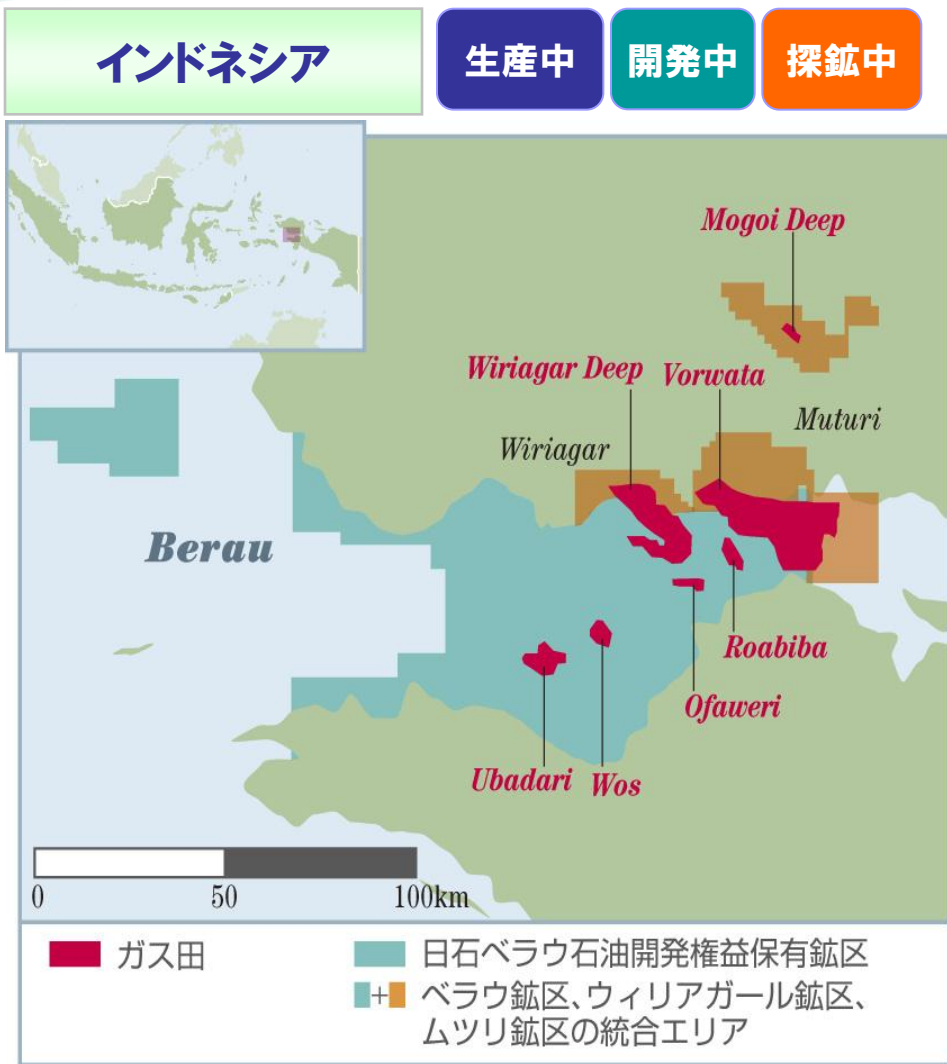 インドネシア
生産中
開発中
探鉱中
Mogoi Deep
Wiriagar Deep
Vorwata
Muturi
Wiriagar
Berau
Roabiba
Ofaweri
Ubadari
Wos
0 50 100km
ガス田
日石ベラウ石油開発権益保有鉱区
+
ベラウ鉱区、ウィリアガール鉱区、
ムツリ鉱区の統合エリア